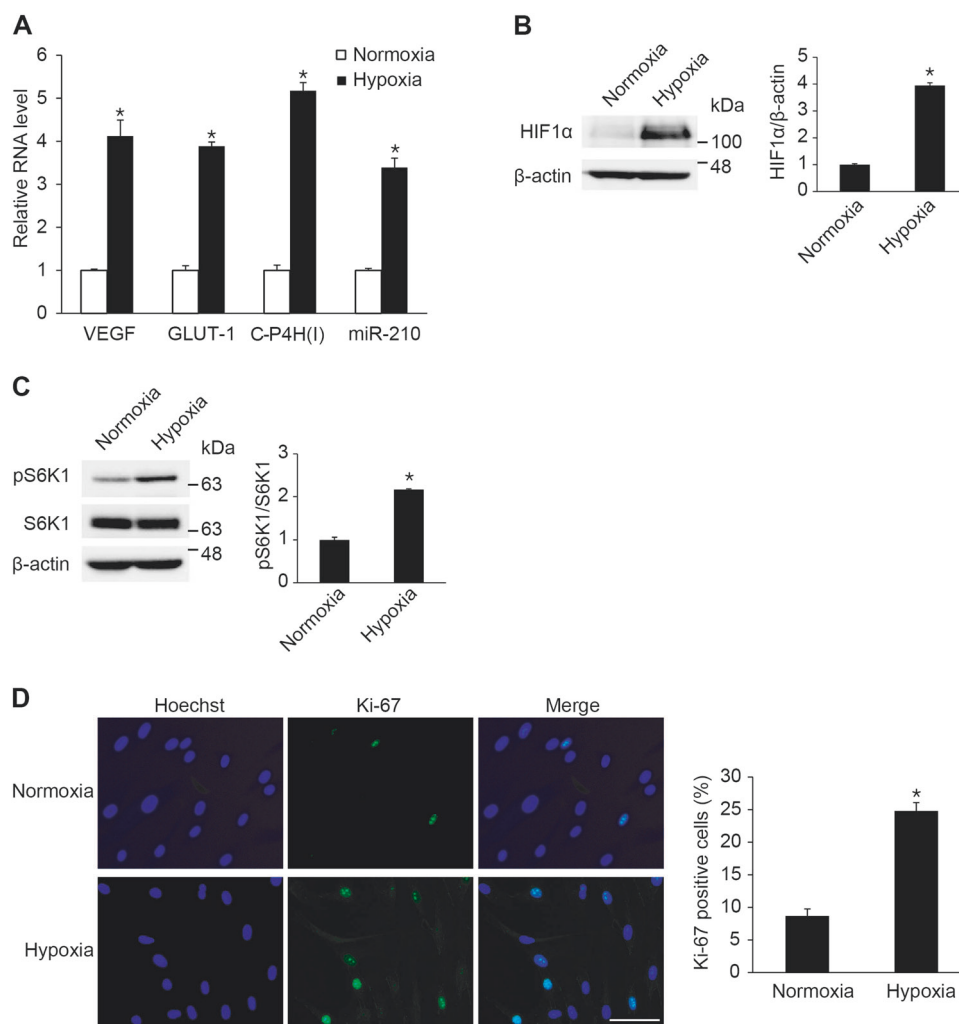 A
Relative RNA level
6
5
4
3
2
1
0
Normoxia
Hypoxia
*
*
*
*
VEGF
GLUT-1
C-P4H(I)
miR-210
B
Normoxia
Hypoxia
kDa
HIF1α
100
48
β-actin
HIF1α/β-actin
5
4
3
2
1
0
*
Normoxia
Hypoxia
C
Normoxia
Hypoxia
kDa
pS6K1
63
S6K1
63
48
β-actin
pS6K1/S6K1
3
2
1
0
*
Normoxia
Hypoxia
D
Hoechst
Ki-67
Merge
Normoxia
Hypoxia
Ki-67 positive cells (%)
30
25
20
15
10
5
0
*
Normoxia
Hypoxia